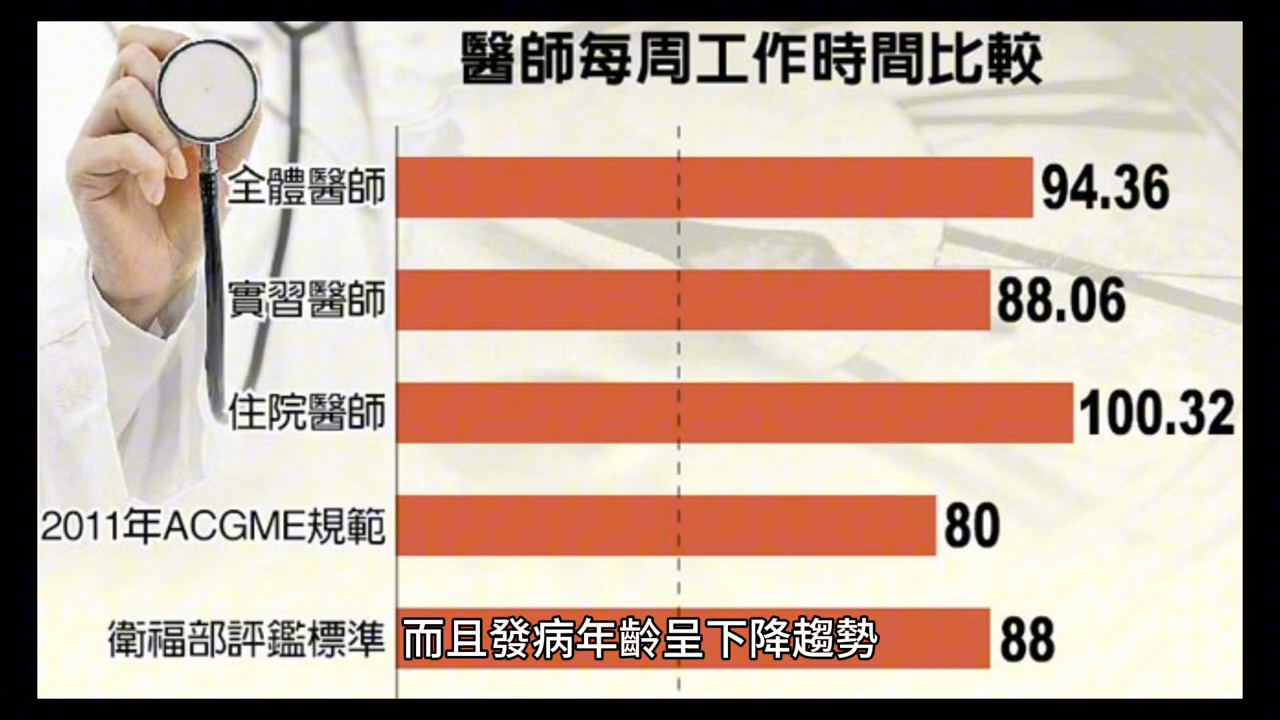 醫師每周工作時間比較
全體醫師 94.36
實習醫師 88.06
住院醫師 100.32
2011年ACGME規範 80
衛福部評鑑標準 88
而且發病年齡呈下降趨勢